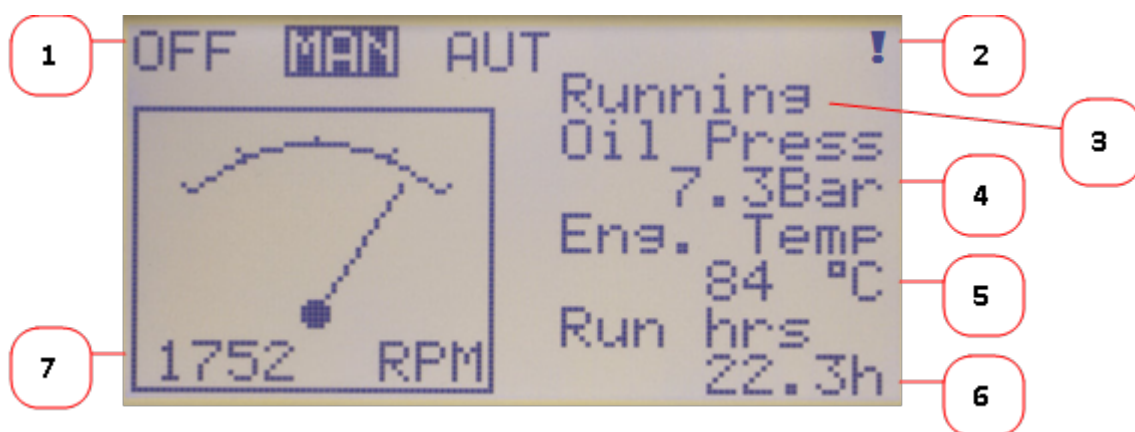 1
OFF MAN AUT !
2
Running
3
Oil Press
7.3Bar
4
Eng. Temp
84 °C
5
Run hrs
22.3h
6
1752 RPM
7